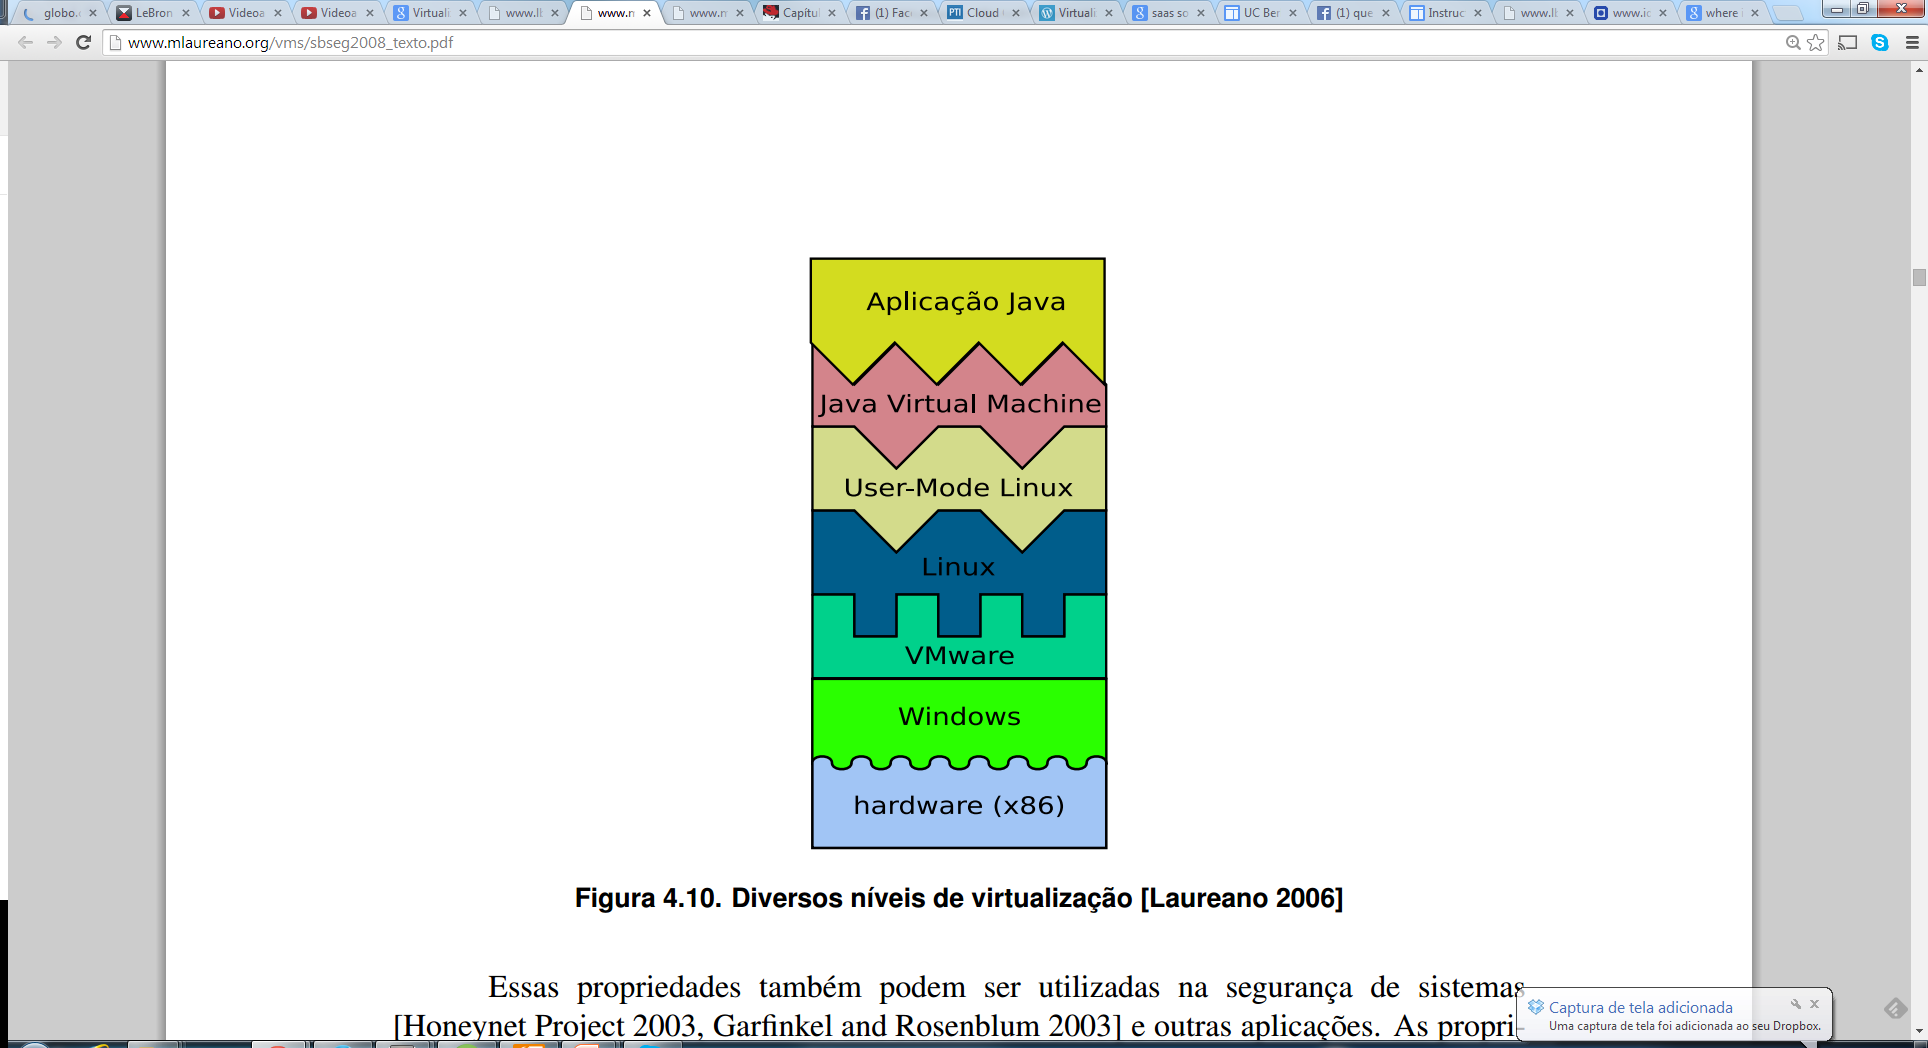 globo.
LeBron
Videoa
Videoa
Virtuali
www.ll
www.n
www.m
Capítul
(1) Fac
Cloud
Virtuali
saas so
UC Ber
(1) que
Instruc
www.ll
www.ic
where
www.mlaureano.org/vms/sbseg2008_texto.pdf
Aplicação Java
Java Virtual Machine
User-Mode Linux
Linux
VMware
Windows
hardware (x86)
Figura 4.10. Diversos níveis de virtualização [Laureano 2006]
Essas propriedades também podem ser utilizadas na segurança de sistemas
[Honeynet Project 2003, Garfinkel and Rosenblum 2003] e outras aplicações. As propri-
Captura de tela adicionada
Uma captura de tela foi adicionada ao seu Dropbox.